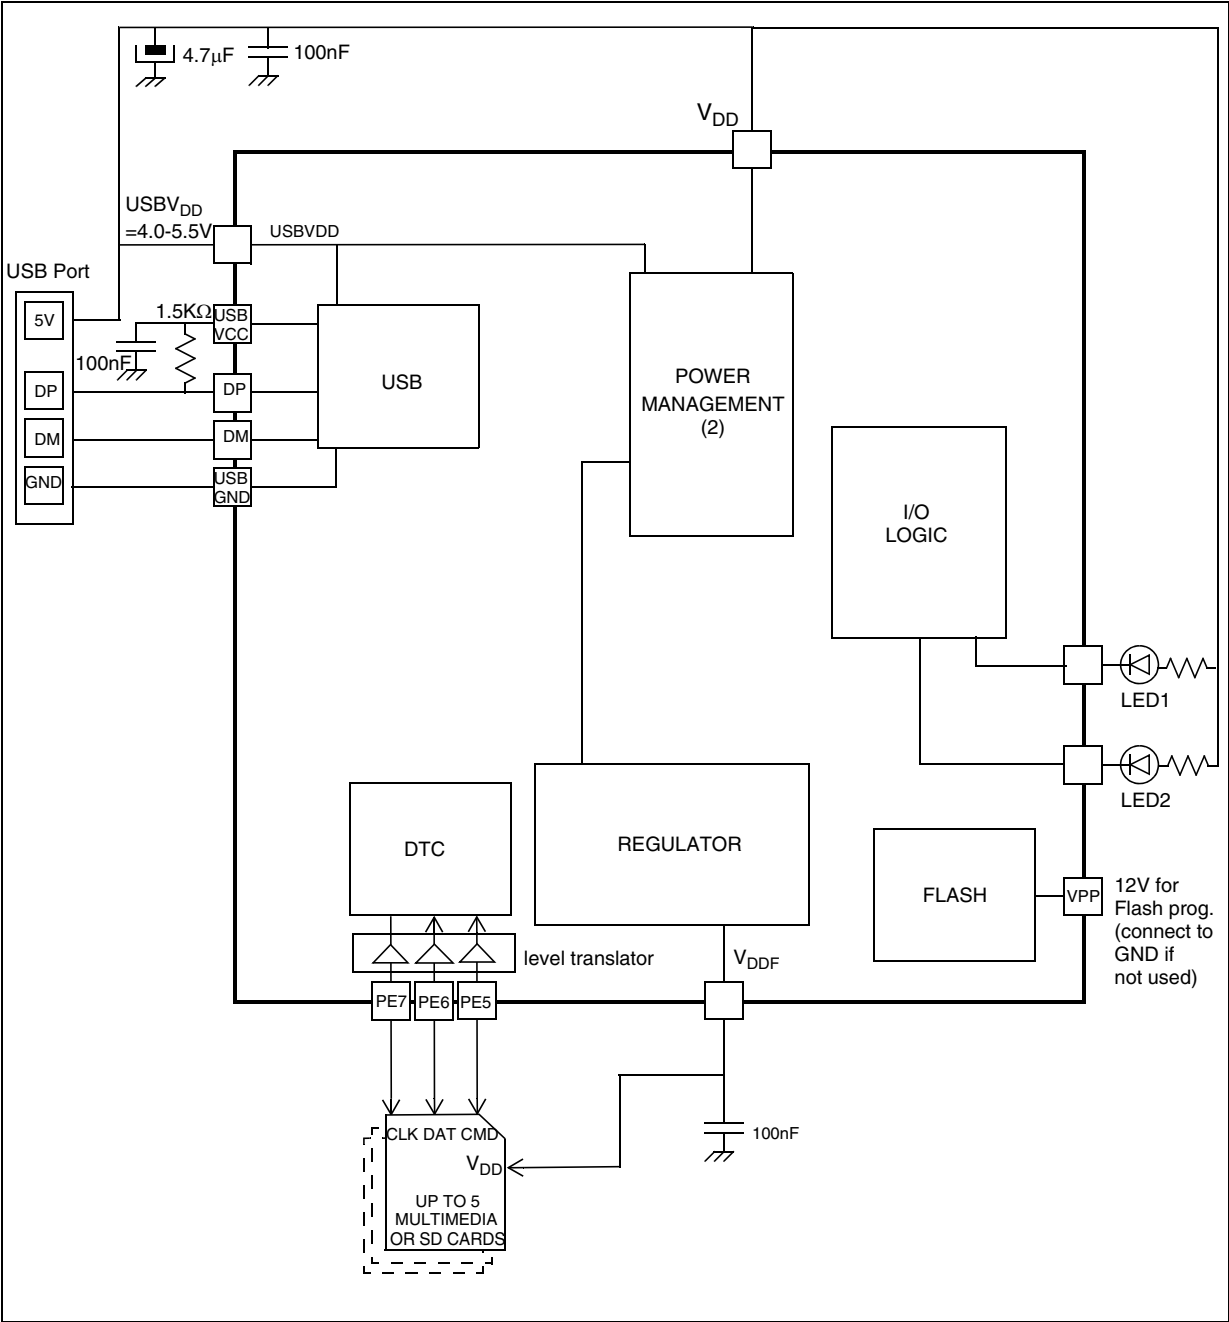 4.7μF
100nF
VDD
USBVDD
=4.0-5.5V
USBVDD
USB Port
5V
1.5KΩ
USB
VCC
100nF
DP
DP
DM
DM
GND
USB
GND
USB
POWER
MANAGEMENT
(2)
I/O
LOGIC
LED1
LED2
DTC
REGULATOR
FLASH
VPP
12V for
Flash prog.
(connect to
GND if
not used)
level translator
VDDF
PE7
PE6
PE5
CLK DAT CMD
VDD
100nF
UP TO 5
MULTIMEDIA
OR SD CARDS